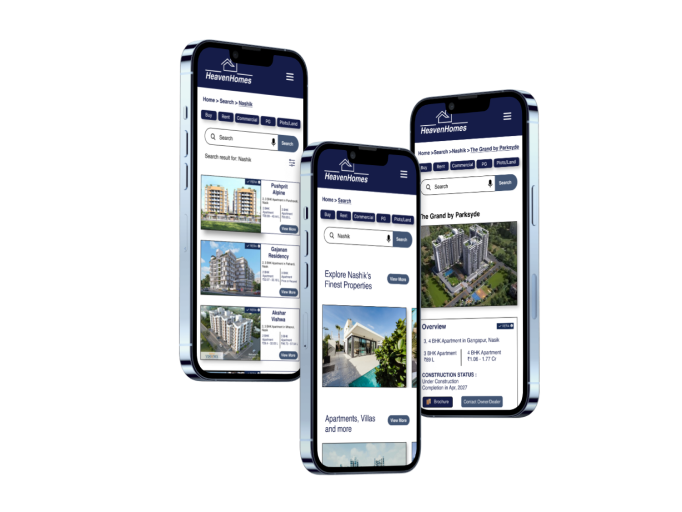 HeavenHomes
Home > Search > Nashik
Buy Rent Commercial PG Plots/Land
Search Search
Search result for: Nashik
Pushprit
Alpine
View More
Gajanan
Residency
View More
Akshar
Vishwa
View More
HeavenHomes
Home > Search
Buy Rent Commercial PG Plots/Land
Nashik Search
Explore Nashik's
Finest Properties
View More
Apartments, Villas
and more
View More
HeavenHomes
Home >Search >Nashik >The Grand by Parksyde
Buy Rent Commercial PG Plots/Land
Search Search
The Grand by Parksyde
Overview
3, 4 BHK Apartment in Gangapur, Nasik
3 BHK Apartment 4 BHK Apartment
₹89 L ₹1.06 - 1.77 Cr
CONSTRUCTION STATUS :
Under Construction
Completion in Apr, 2027
Brochure Contact Owner/Dealer